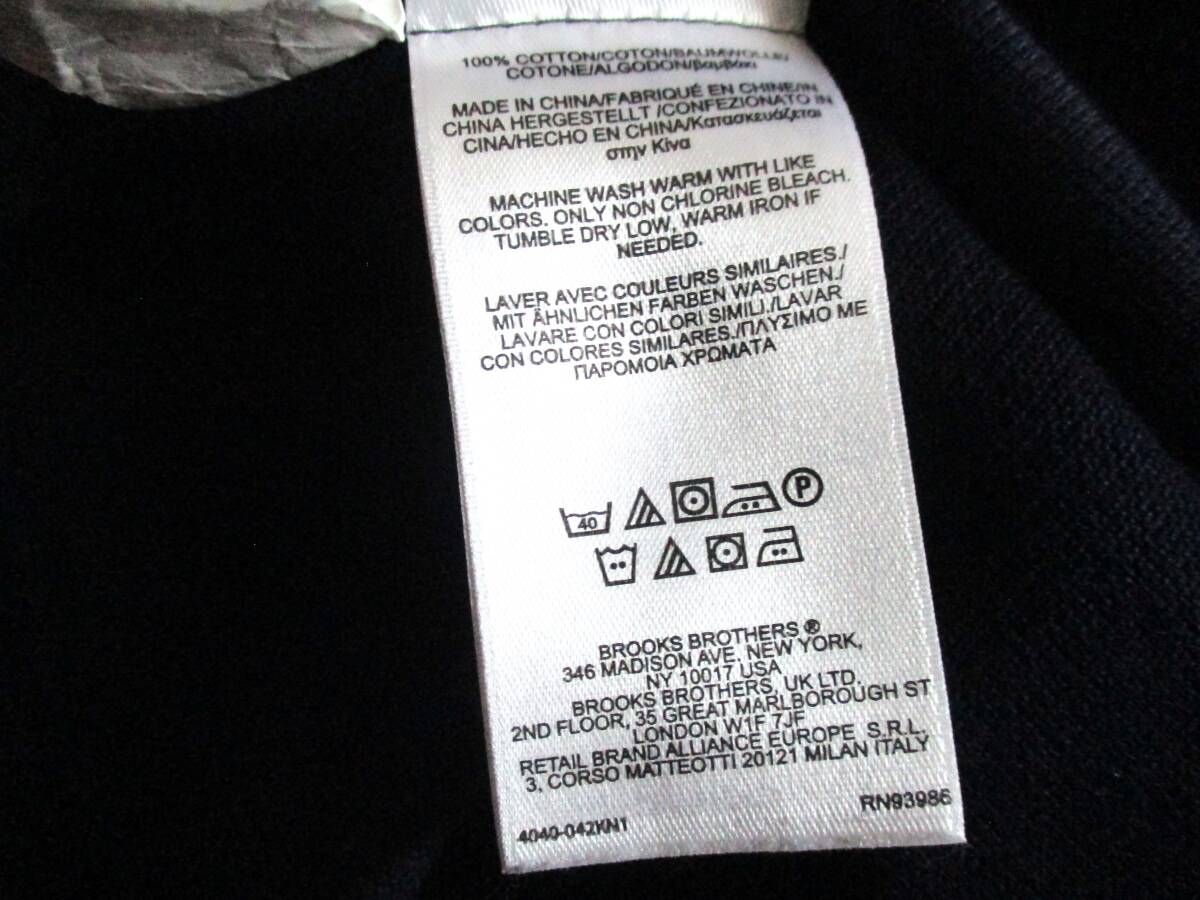 100% COTTON/COTON/BAUMWOLLE/
COTONE/ALGODON/βαμβάκι
MADE IN CHINA/FABRIQUÉ EN CHINE/IN
CHINA HERGESTELLT /CONFEZIONATO IN
CINA/HECHO EN CHINA/Κατασκευάζεται
στην Κίνα
MACHINE WASH WARM WITH LIKE
COLORS. ONLY NON CHLORINE BLEACH.
TUMBLE DRY LOW, WARM IRON IF
NEEDED.
LAVER AVEC COULEURS SIMILAIRES./
MIT ÄHNLICHEN FARBEN WASCHEN./
LAVARE CON COLORI SIMILI./LAVAR
CON COLORES SIMILARES./ΠΛΥΣΙΜΟ ΜΕ
ΠΑΡΟΜΟΙΑ ΧΡΩΜΑΤΑ
40 P
BROOKS BROTHERS ®
346 MADISON AVE. NEW YORK,
NY 10017 USA
BROOKS BROTHERS, UK LTD.
2ND FLOOR, 35 GREAT MARLBOROUGH ST
LONDON W1F 7JF
RETAIL BRAND ALLIANCE EUROPE S.R.L.
3, CORSO MATTEOTTI 20121 MILAN ITALY
RN93986
4040-042KN1